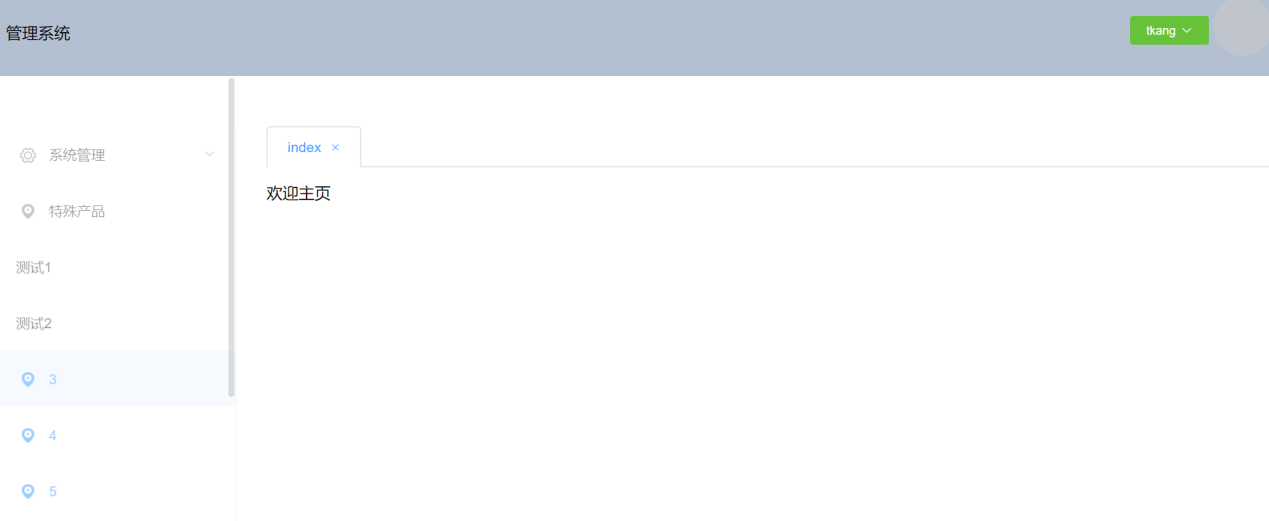 管理系统
tkang
系统管理
特殊产品
测试1
测试2
3
4
5
index ×
欢迎主页